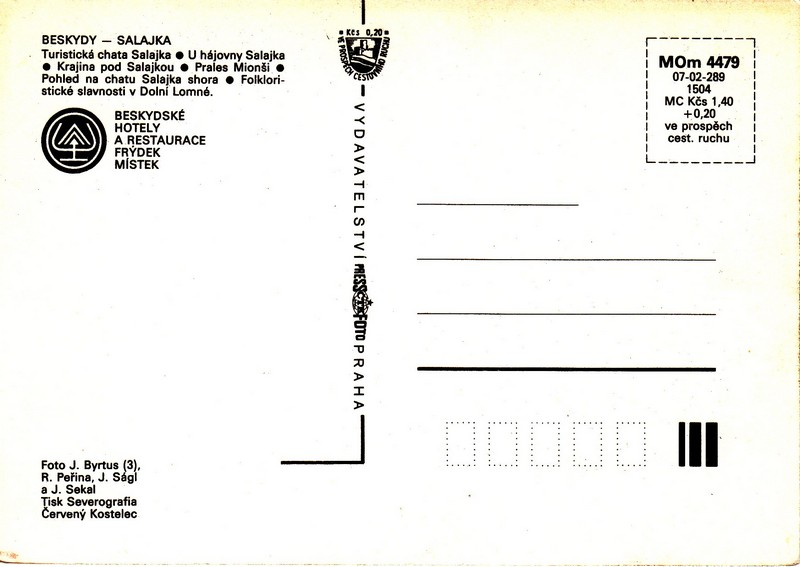 BESKYDY — SALAJKA
Turistická chata Salajka ● U hájovny Salajka
● Krajina pod Salajkou ● Prales Mionši ●
Pohled na chatu Salajka shora ● Folklori-
stické slavnosti v Dolní Lomné.
BESKYDSKÉ
HOTELY
A RESTAURACE
FRÝDEK
MÍSTEK
Foto J. Byrtus (3),
R. Peřina, J. Ságl
a J. Sekal
Tisk Severografia
Červený Kostelec
Kčs 0,20
VE PROSPĚCH CESTOVNÍHO RUCHU
VYDAVATELSTVÍ PRESSFOTO PRAHA
ČTK
MOm 4479
07-02-289
1504
MC Kčs 1,40
+0,20
ve prospěch
cest. ruchu